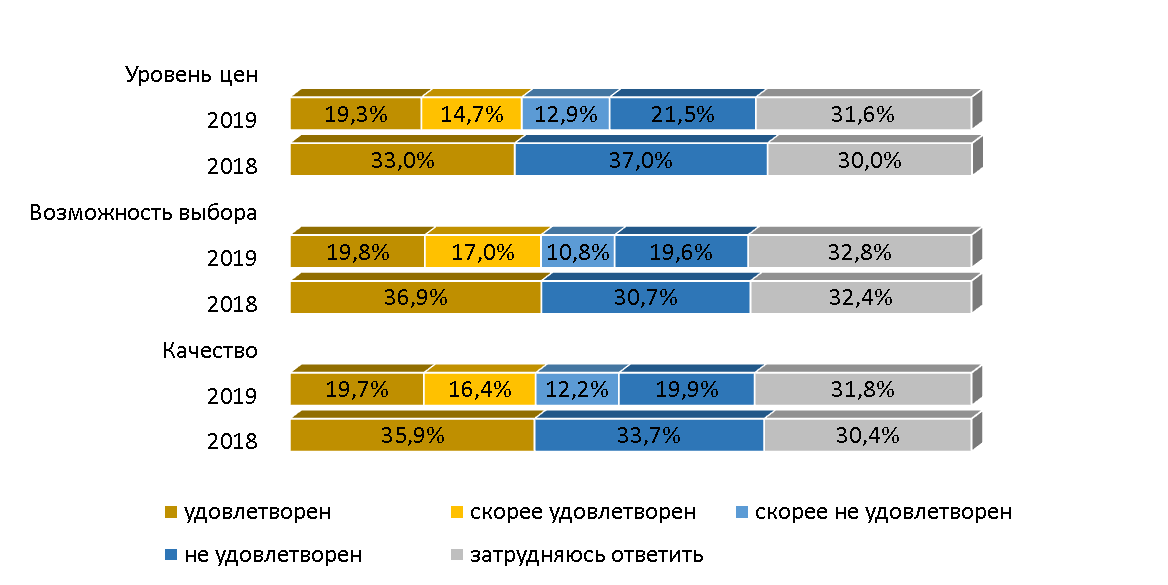 Уровень цен
2019 19,3% 14,7% 12,9% 21,5% 31,6%
2018 33,0% 37,0% 30,0%
Возможность выбора
2019 19,8% 17,0% 10,8% 19,6% 32,8%
2018 36,9% 30,7% 32,4%
Качество
2019 19,7% 16,4% 12,2% 19,9% 31,8%
2018 35,9% 33,7% 30,4%
удовлетворен скорее удовлетворен скорее не удовлетворен
не удовлетворен затрудняюсь ответить